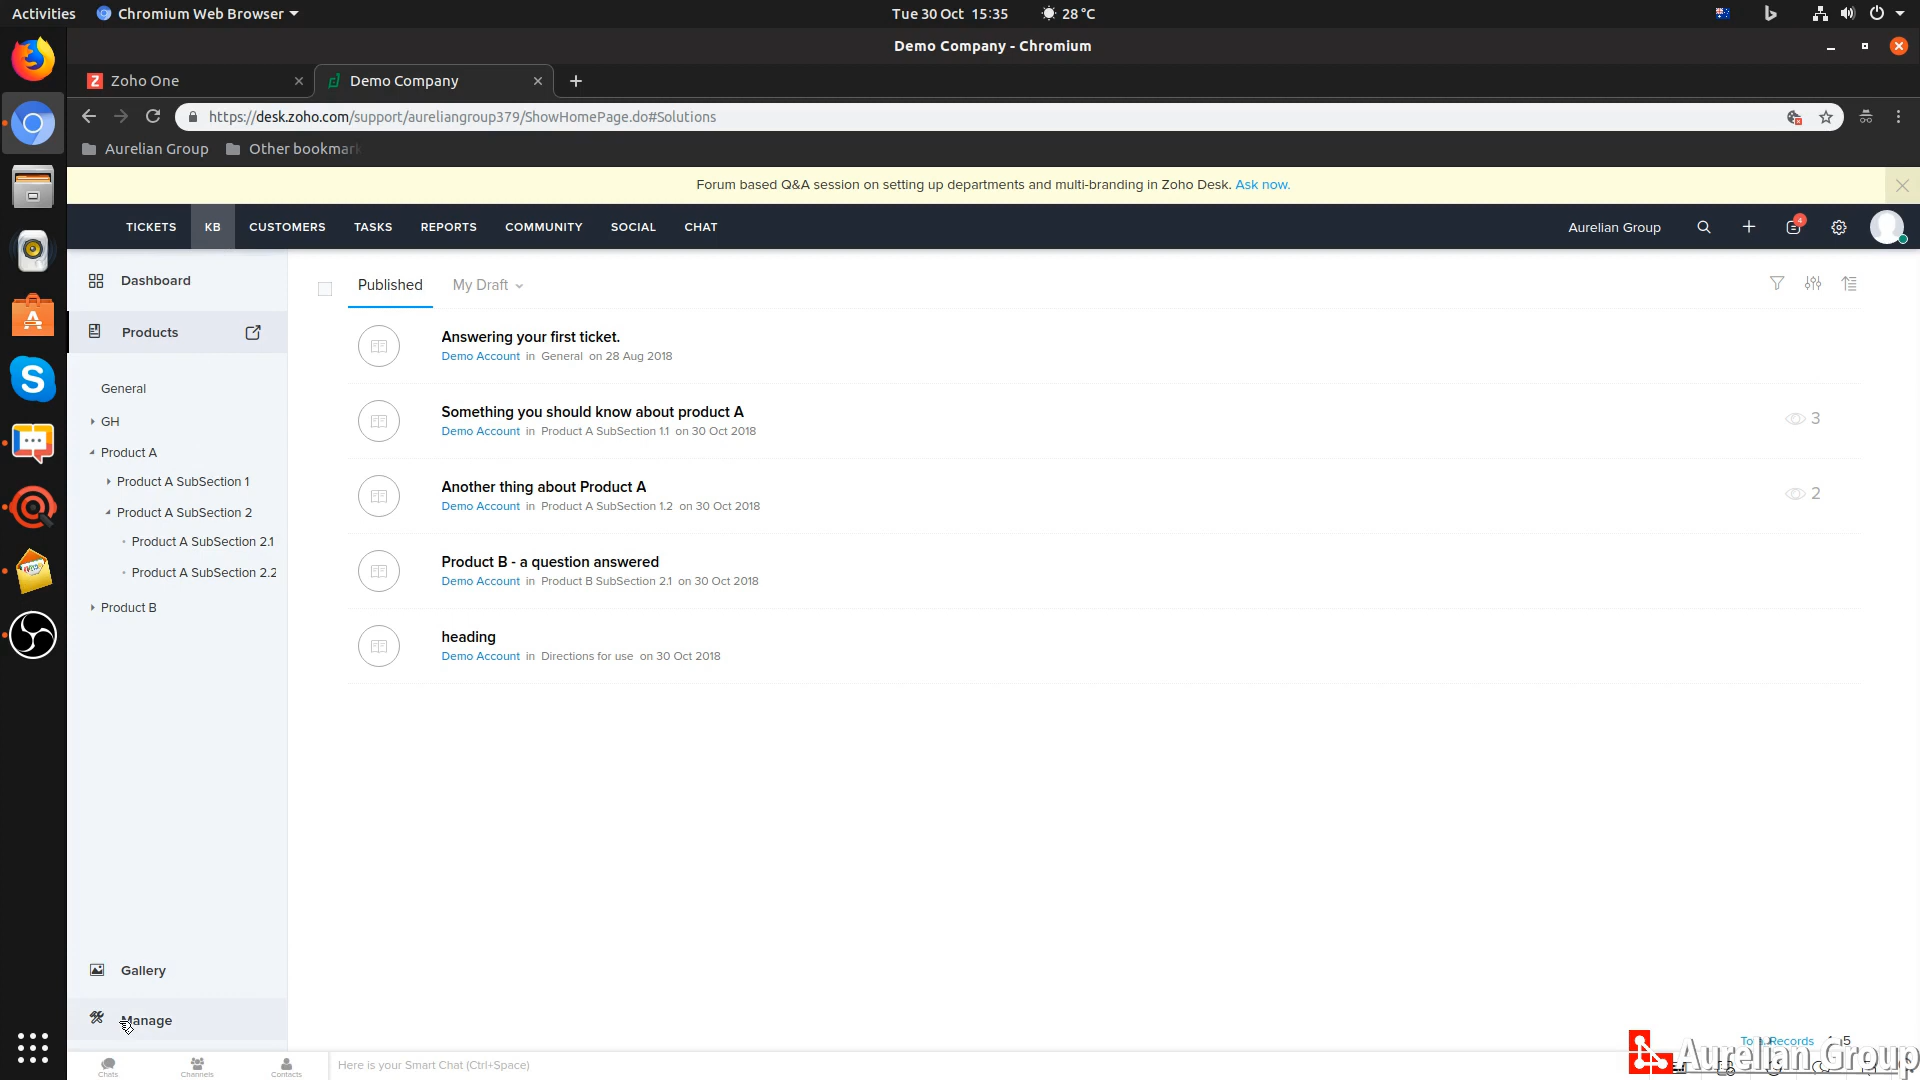 Activities
Chromium Web Browser
Tue 30 Oct 15:35
28 °C
Demo Company - Chromium
Zoho One
Demo Company
https://desk.zoho.com/support/aureliangroup379/ShowHomePage.do#Solutions
Aurelian Group
Other bookmark
Forum based Q&A session on setting up departments and multi-branding in Zoho Desk. Ask now.
TICKETS
KB
CUSTOMERS
TASKS
REPORTS
COMMUNITY
SOCIAL
CHAT
Aurelian Group
4
Dashboard
Products
General
GH
Product A
Product A SubSection 1
Product A SubSection 2
Product A SubSection 2.1
Product A SubSection 2.2
Product B
Gallery
Manage
Published
My Draft
Answering your first ticket.
Demo Account in General on 28 Aug 2018
Something you should know about product A
Demo Account in Product A SubSection 1.1 on 30 Oct 2018
3
Another thing about Product A
Demo Account in Product A SubSection 1.2 on 30 Oct 2018
2
Product B - a question answered
Demo Account in Product B SubSection 2.1 on 30 Oct 2018
heading
Demo Account in Directions for use on 30 Oct 2018
Records
Chats
Channels
Contacts
Here is your Smart Chat (Ctrl+Space)
Aurelian Group